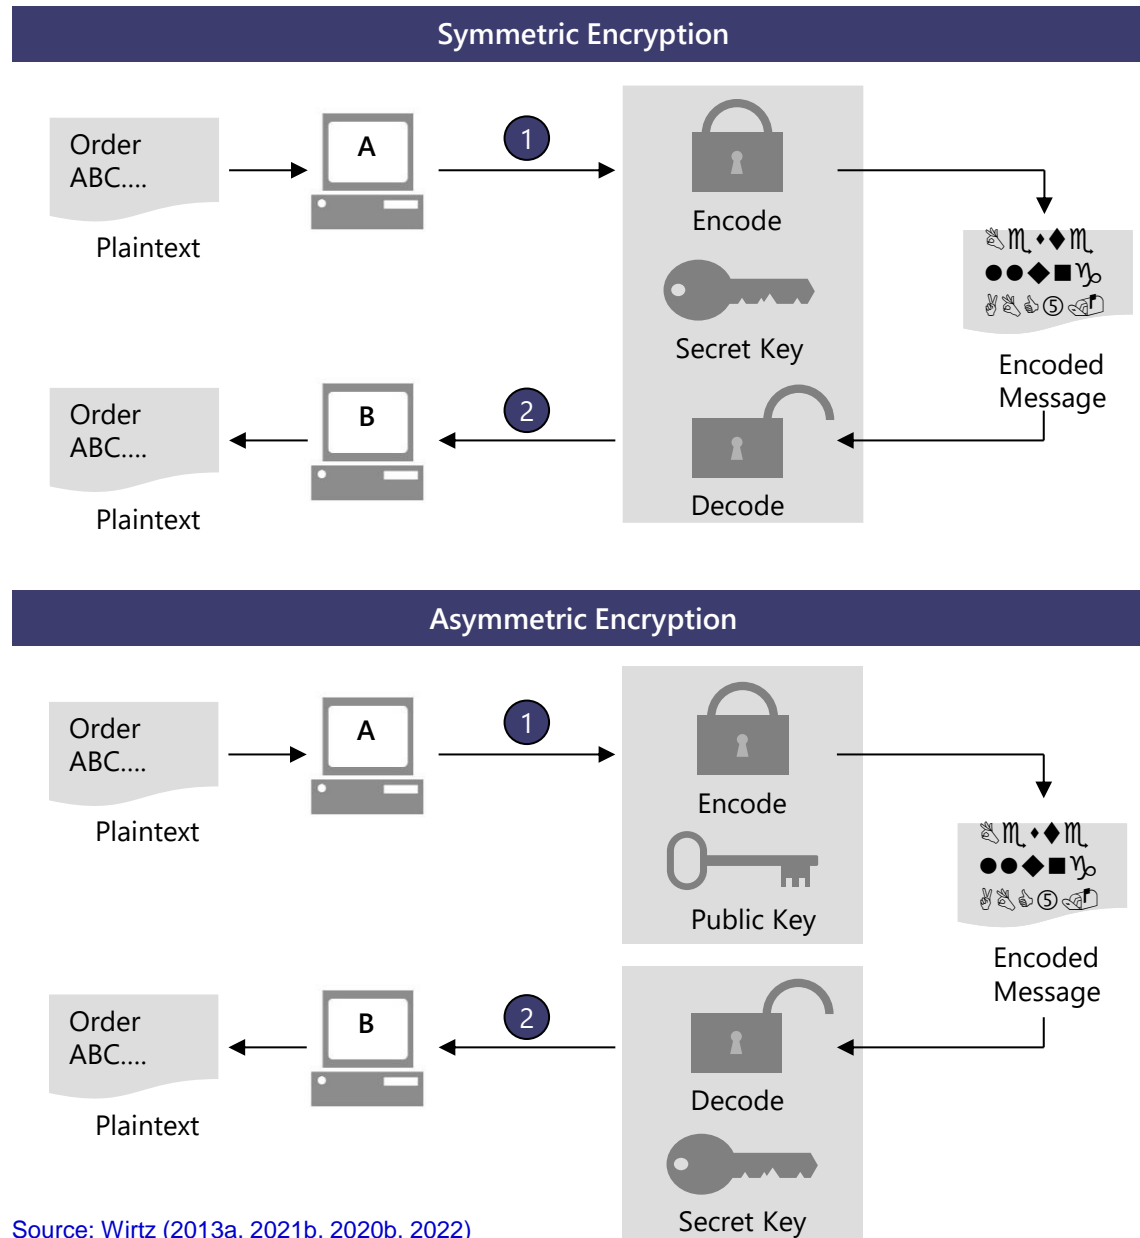 Symmetric Encryption
Order
ABC....
Plaintext
A
1
Encode
Secret Key
Encoded
Message
Order
ABC....
Plaintext
B
2
Decode
Asymmetric Encryption
Order
ABC....
Plaintext
A
1
Encode
Public Key
Encoded
Message
Order
ABC....
Plaintext
B
2
Decode
Secret Key
Source: Wirtz (2013a, 2021b, 2020b, 2022)